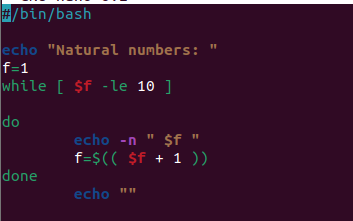 #/bin/bash
echo "Natural numbers: "
f=1
while [ $f -le 10 ]
do
echo -n " $f "
f=$(( $f + 1 ))
done
echo ""